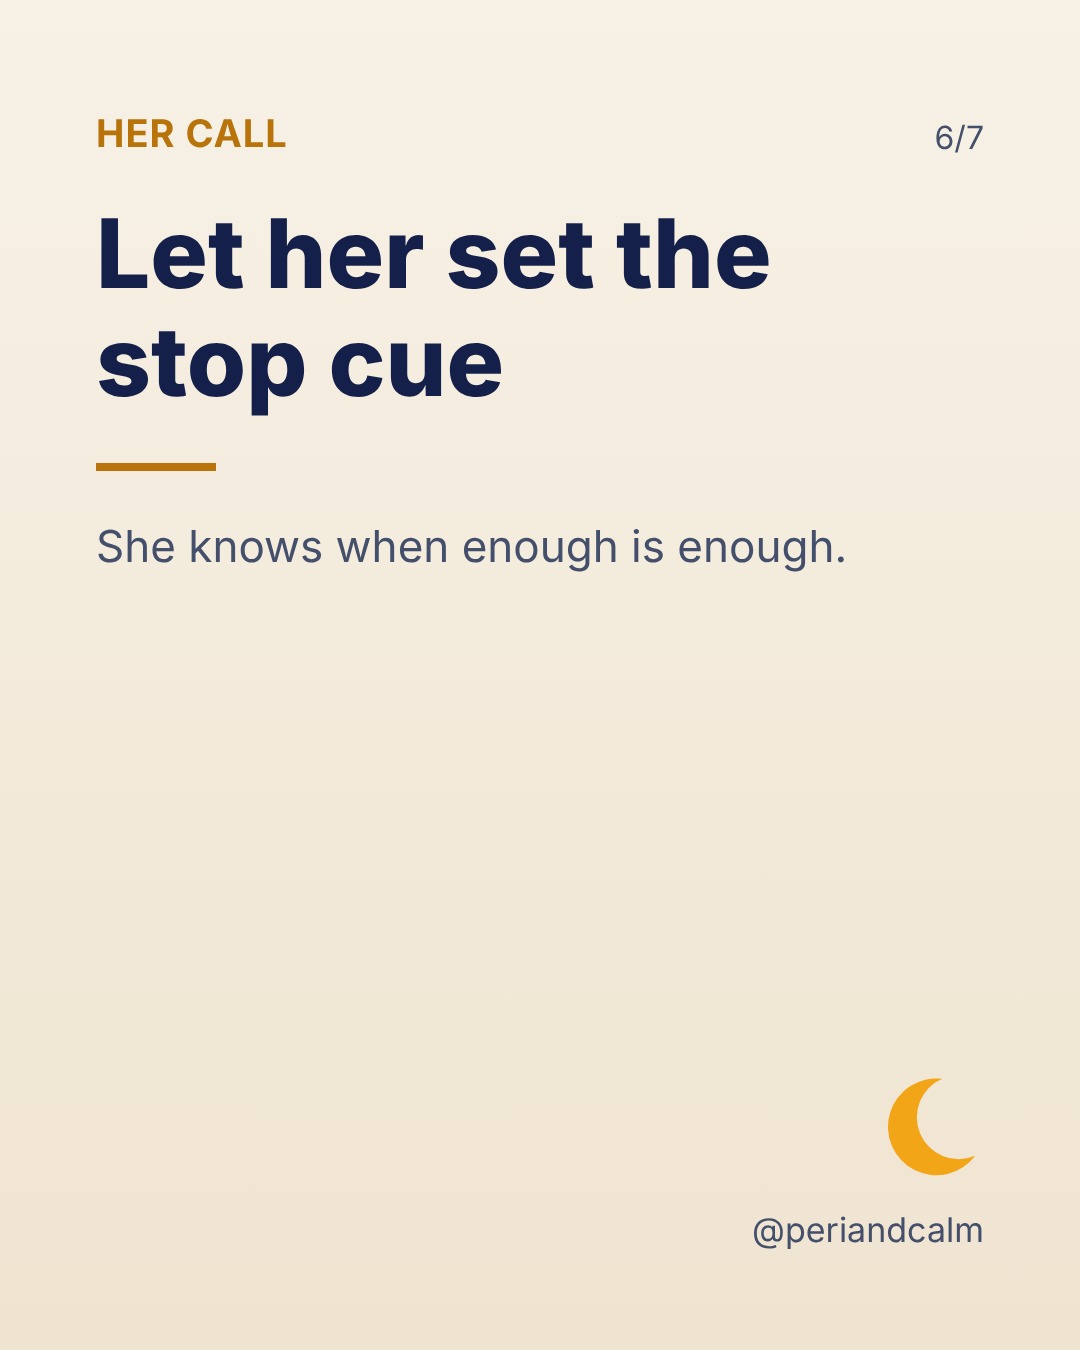 HER CALL
6/7
Let her set the
stop cue
She knows when enough is enough.
@periandcalm